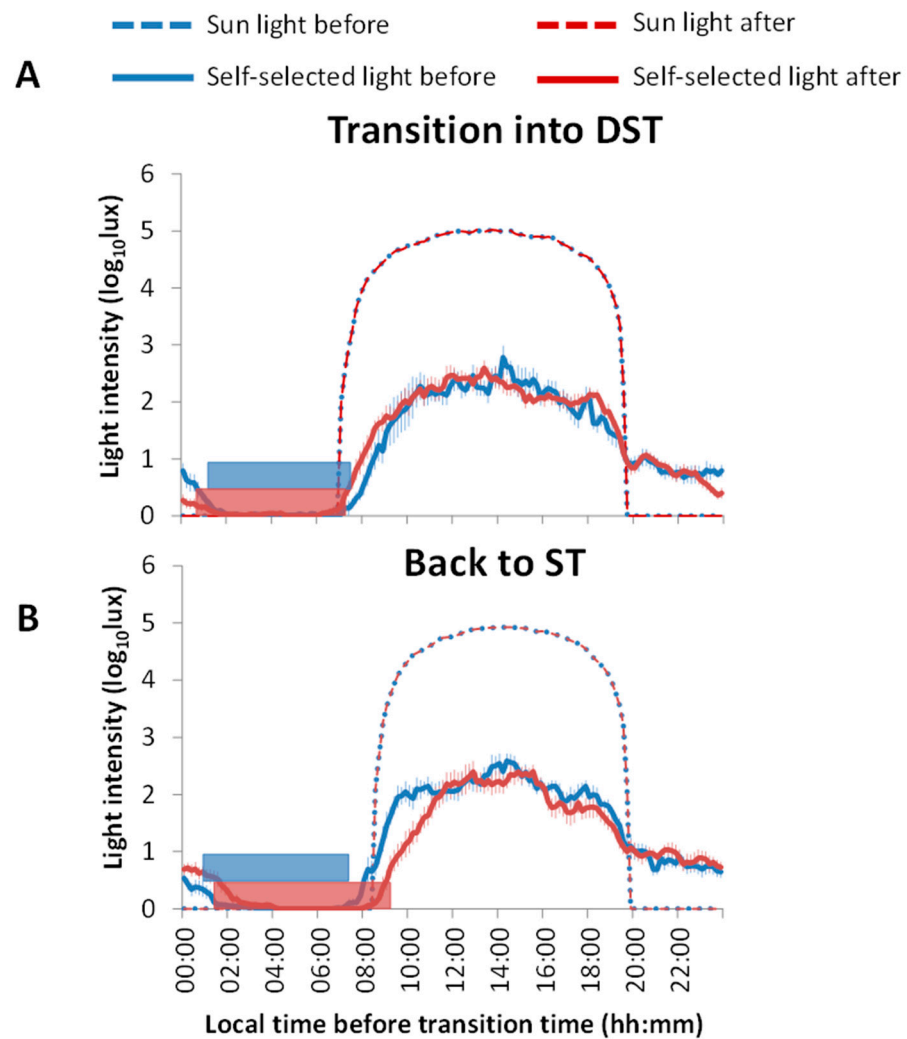 Sun light before
Sun light after
A
Self-selected light before
Self-selected light after
Transition into DST
Light intensity (log₁₀lux)
6
5
4
3
2
1
0
B
Back to ST
Light intensity (log₁₀lux)
6
5
4
3
2
1
0
00:00
02:00
04:00
06:00
08:00
10:00
12:00
14:00
16:00
18:00
20:00
22:00
Local time before transition time (hh:mm)